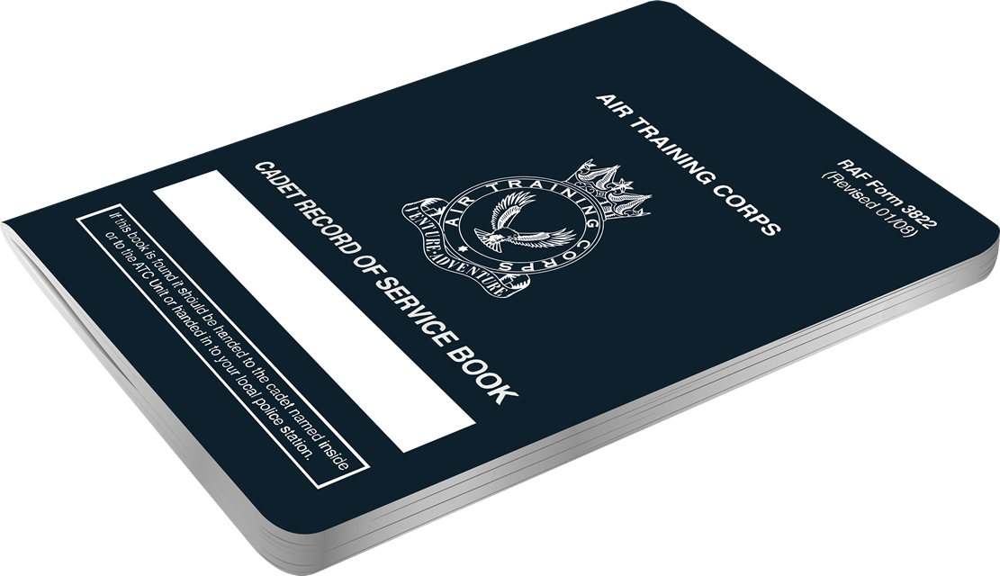 RAF Form 3822
(Revised 01/08)
AIR TRAINING CORPS
AIR TRAINING CORPS
VENTURE ADVENTURE
CADET RECORD OF SERVICE BOOK
If this book is found it should be handed to the cadet named inside
or to the ATC Unit or handed in to your local police station.